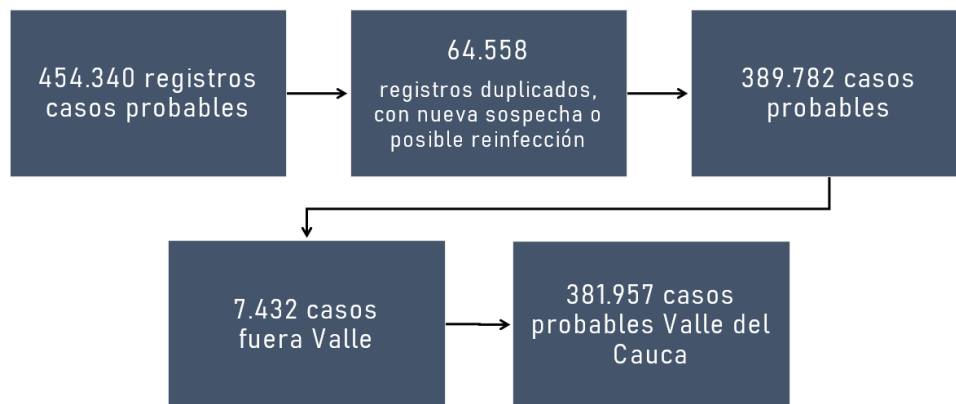 454.340 registros
casos probables
64.558
registros duplicados,
con nueva sospecha o
posible reinfección
389.782 casos
probables
7.432 casos
fuera Valle
381.957 casos
probables Valle del
Cauca